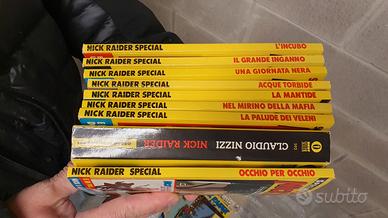 NICK RAIDER SPECIAL L'INCUBO
NICK RAIDER SPECIAL IL GRANDE INGANNO
NICK RAIDER SPECIAL UNA GIORNATA NERA
NICK RAIDER SPECIAL ACQUE TORBIDE
NICK RAIDER SPECIAL LA MANTIDE
NICK RAIDER SPECIAL NEL MIRINO DELLA MAFIA
NICK RAIDER SPECIAL LA PALUDE DEI VELENI
CLAUDIO NIZZI NICK RAIDER
NICK RAIDER SPECIAL OCCHIO PER OCCHIO
subito